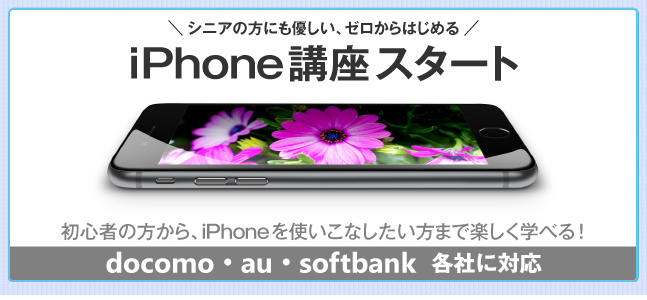 ＼ シニアの方にも優しい、ゼロからはじめる ／
iPhone講座スタート
初心者の方から、iPhoneを使いこなしたい方まで楽しく学べる！
docomo・au・softbank 各社に対応